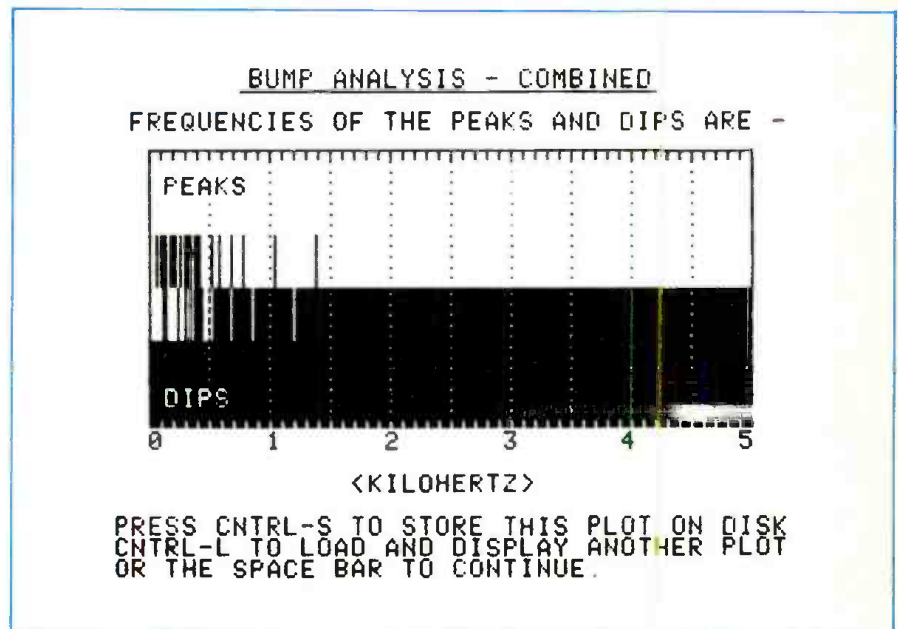 BUMP ANALYSIS - COMBINED
FREQUENCIES OF THE PEAKS AND DIPS ARE -
PEAKS
DIPS
0 1 2 3 4 5
<KILOHERTZ>
PRESS CNTRL-S TO STORE THIS PLOT ON DISK
CNTRL-L TO LOAD AND DISPLAY ANOTHER PLOT
OR THE SPACE BAR TO CONTINUE.